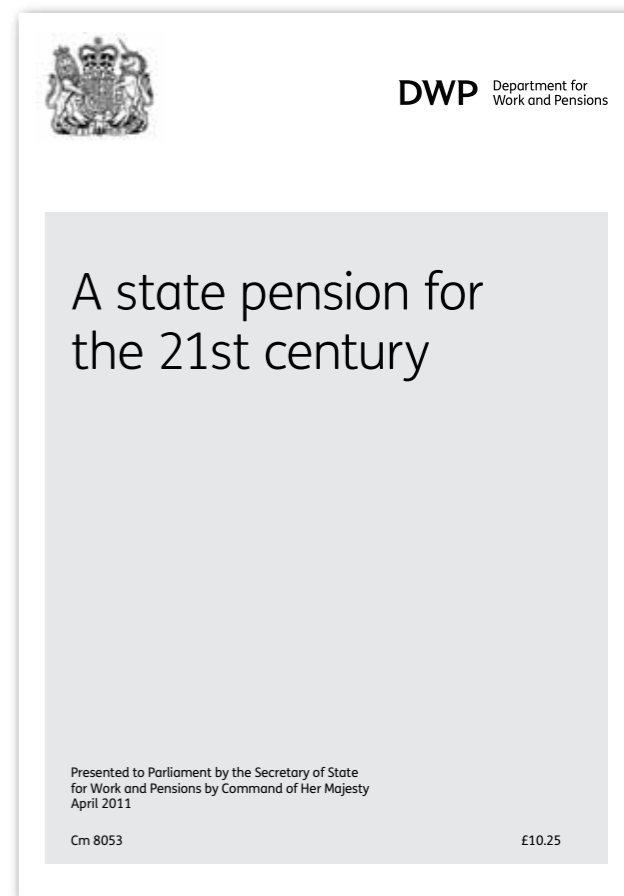 DWP Department for
Work and Pensions
A state pension for
the 21st century
Presented to Parliament by the Secretary of State
for Work and Pensions by Command of Her Majesty
April 2011
Cm 8053 £10.25